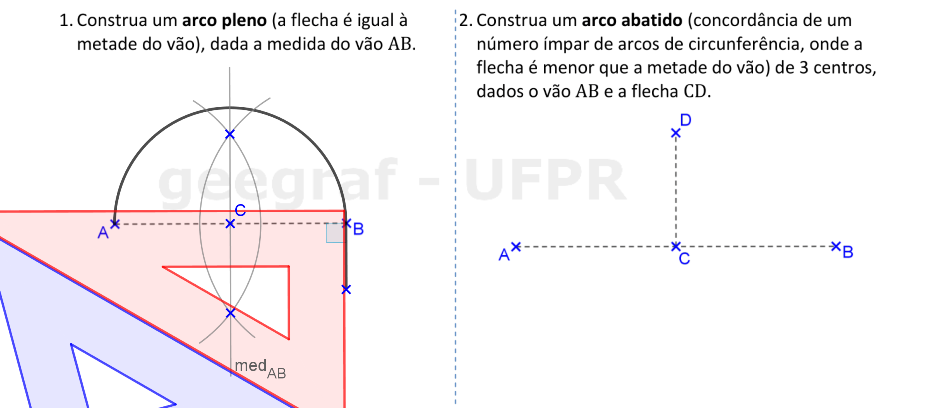 1. Construa um arco pleno (a flecha é igual à
metade do vão), dada a medida do vão AB.
2. Construa um arco abatido (concordância de um
número ímpar de arcos de circunferência, onde a
flecha é menor que a metade do vão) de 3 centros,
dados o vão AB e a flecha CD.
geegraf - UFPR
C
A
B
med AB
D
A
C
B